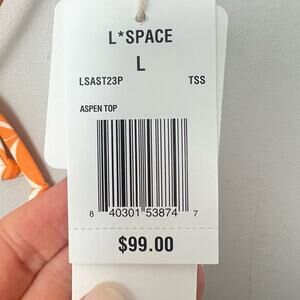 L*SPACE
L
LSAST23P TSS
ASPEN TOP
8 40301 53874 7
$99.00